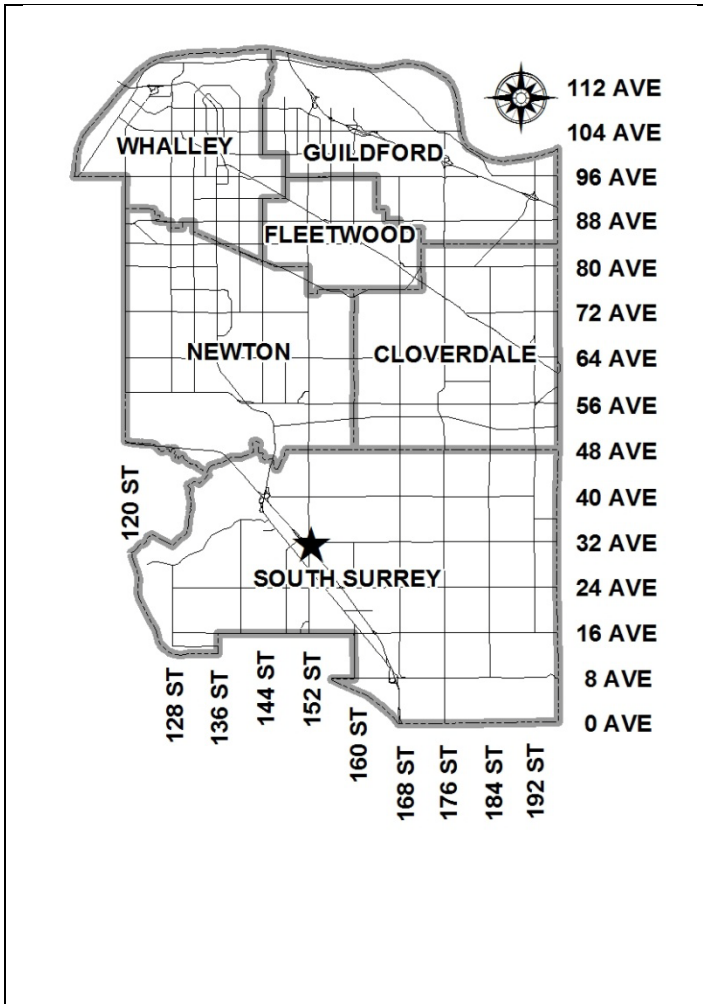 112 AVE
104 AVE
WHALLEY
GUILDFORD
96 AVE
88 AVE
FLEETWOOD
80 AVE
72 AVE
NEWTON
CLOVERDALE
64 AVE
56 AVE
48 AVE
120 ST
40 AVE
32 AVE
SOUTH SURREY
24 AVE
16 AVE
128 ST
136 ST
144 ST
152 ST
160 ST
168 ST
176 ST
184 ST
192 ST
8 AVE
0 AVE